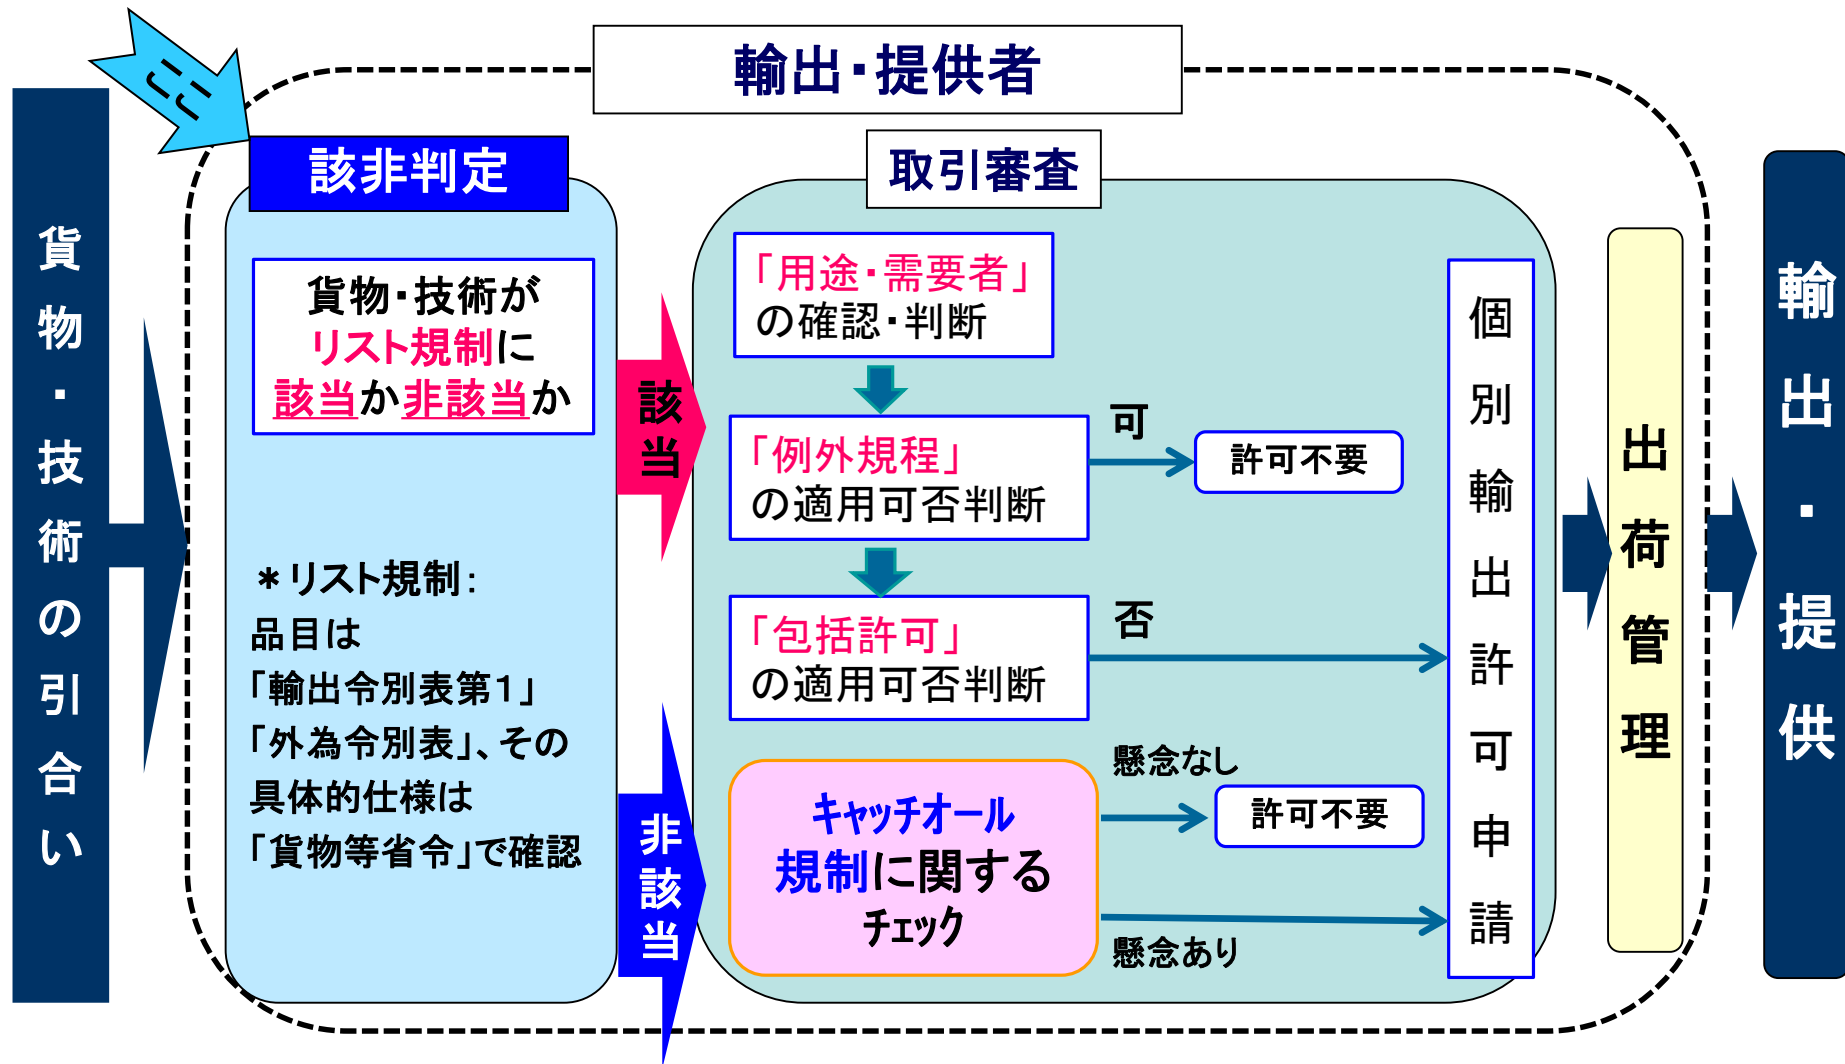 ここ
輸出・提供者
貨物・技術の引合い
該非判定
貨物・技術が
リスト規制に
該当か非該当か
＊リスト規制：
品目は
「輸出令別表第１」
「外為令別表」、その
具体的仕様は
「貨物等省令」で確認
該当
非該当
取引審査
「用途・需要者」
の確認・判断
「例外規程」
の適用可否判断
可
許可不要
「包括許可」
の適用可否判断
否
キャッチオール
規制に関する
チェック
懸念なし
許可不要
懸念あり
個別輸出許可申請
出荷管理
輸出・提供